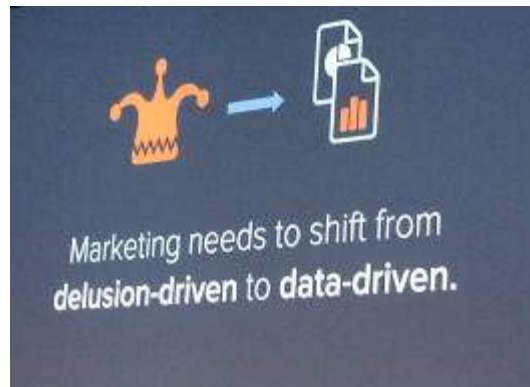 Marketing needs to shift from
delusion-driven to data-driven.